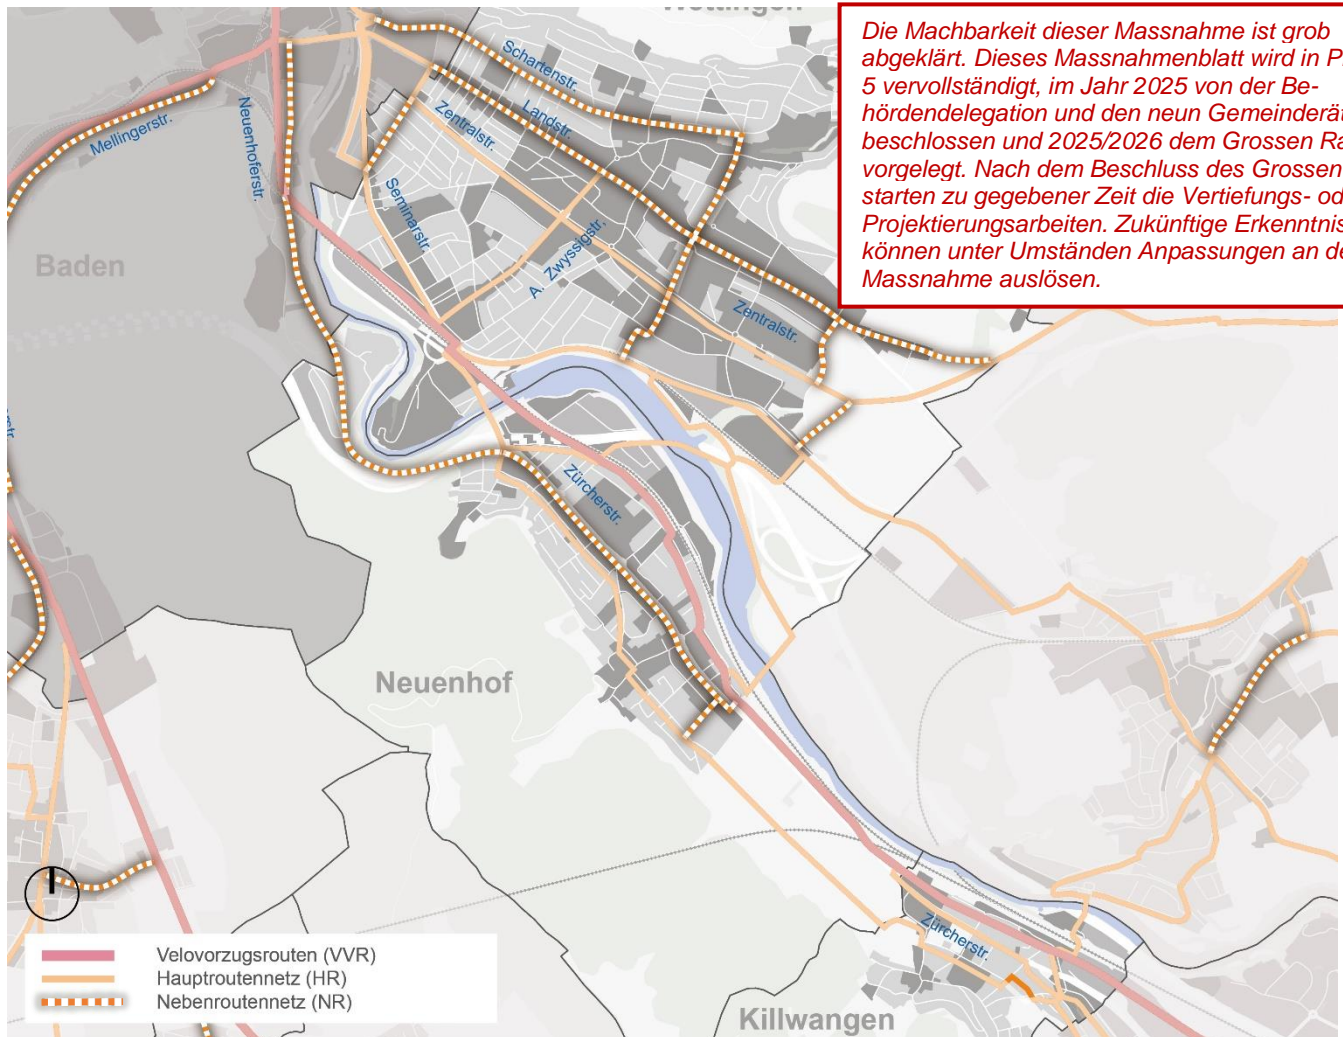 Wettingen
Die Machbarkeit dieser Massnahme ist grob
abgeklärt. Dieses Massnahmenblatt wird in P
5 vervollständigt, im Jahr 2025 von der Be-
hördendelegation und den neun Gemeinderät
beschlossen und 2025/2026 dem Grossen Ra
vorgelegt. Nach dem Beschluss des Grossen
starten zu gegebener Zeit die Vertiefungs- od
Projektierungsarbeiten. Zukünftige Erkenntnis
können unter Umständen Anpassungen an de
Massnahme auslösen.
Schartenstr.
Landstr.
Zentralstr.
Mellingerstr.
Neuenhoferstr.
Seminarstr.
A. Zwyssigstr,
Baden
Zentralstr.
Zürcherstr.
Neuenhof
Zürcherstr.
Killwangen
Velovorzugsrouten (VVR)
Hauptroutennetz (HR)
Nebenroutennetz (NR)